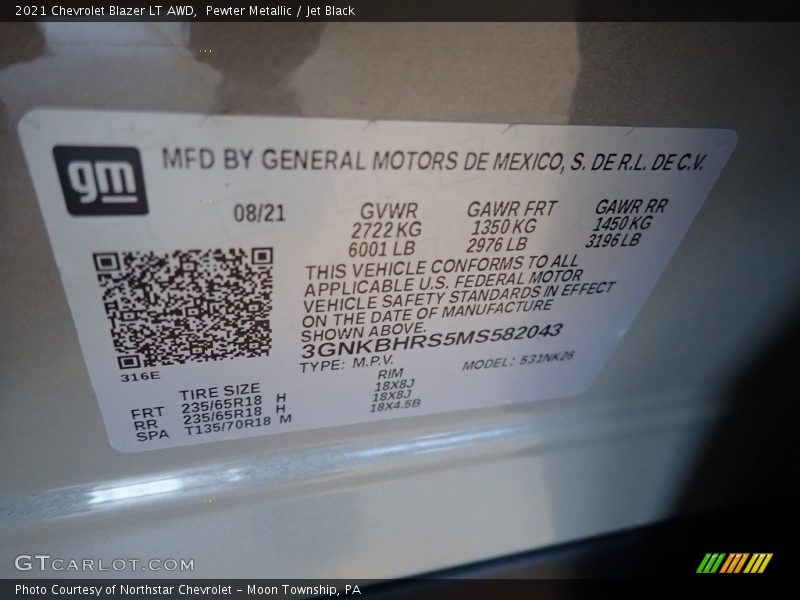 2021 Chevrolet Blazer LT AWD, Pewter Metallic / Jet Black
gm
MFD BY GENERAL MOTORS DE MEXICO, S. DE R.L. DE C.V.
08/21
GVWR
2722 KG
6001 LB
GAWR FRT
1350 KG
2976 LB
GAWR RR
1450 KG
3196 LB
THIS VEHICLE CONFORMS TO ALL
APPLICABLE U.S. FEDERAL MOTOR
VEHICLE SAFETY STANDARDS IN EFFECT
ON THE DATE OF MANUFACTURE
SHOWN ABOVE.
3GNKBHRS5MS582043
TYPE: M.P.V. MODEL: 531NK26
316E
TIRE SIZE RIM
FRT 235/65R18 H 18X8J
RR 235/65R18 H 18X8J
SPA T135/70R18 M 18X4.5B
GTCARLOT.COM
Photo Courtesy of Northstar Chevrolet - Moon Township, PA